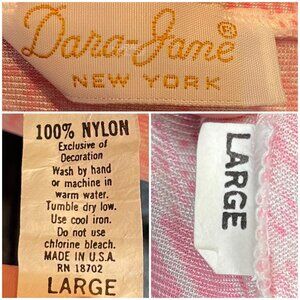 Dara-Jane®
NEW YORK
100% NYLON
Exclusive of
Decoration
Wash by hand
or machine in
warm water.
Tumble dry low.
Use cool iron.
Do not use
chlorine bleach.
MADE IN U.S.A.
RN 18702
LARGE
LARGE